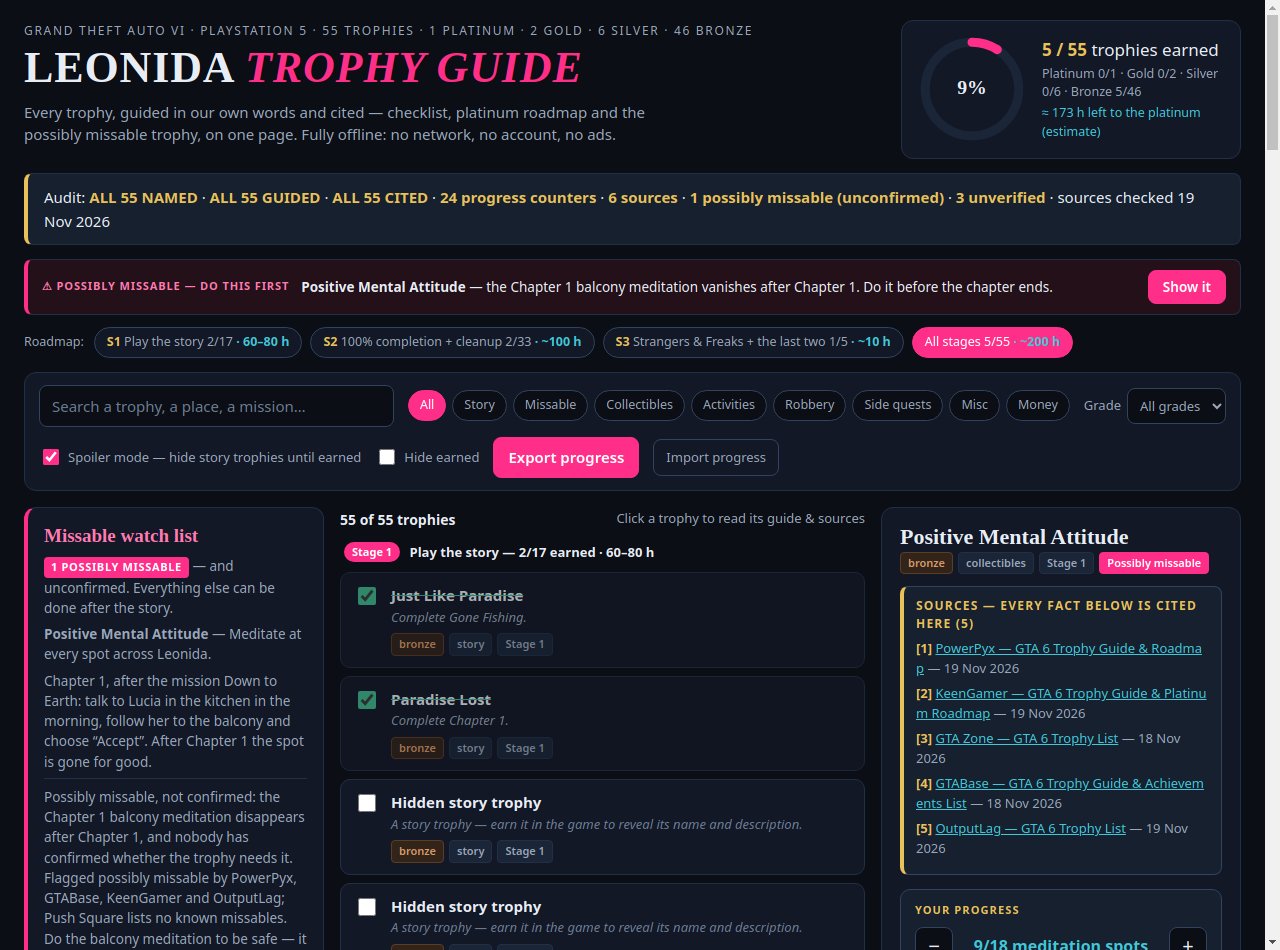 GRAND THEFT AUTO VI · PLAYSTATION 5 · 55 TROPHIES · 1 PLATINUM · 2 GOLD · 6 SILVER · 46 BRONZE
LEONIDA TROPHY GUIDE
Every trophy, guided in our own words and cited — checklist, platinum roadmap and the
possibly missable trophy, on one page. Fully offline: no network, no account, no ads.
9%
5 / 55 trophies earned
Platinum 0/1 · Gold 0/2 · Silver
0/6 · Bronze 5/46
≈ 173 h left to the platinum
(estimate)
Audit: ALL 55 NAMED · ALL 55 GUIDED · ALL 55 CITED · 24 progress counters · 6 sources · 1 possibly missable (unconfirmed) · 3 unverified · sources checked 19
Nov 2026
⚠ POSSIBLY MISSABLE — DO THIS FIRST Positive Mental Attitude — the Chapter 1 balcony meditation vanishes after Chapter 1. Do it before the chapter ends. Show it
Roadmap: S1 Play the story 2/17 · 60–80 h S2 100% completion + cleanup 2/33 · ~100 h S3 Strangers & Freaks + the last two 1/5 · ~10 h All stages 5/55 · ~200 h
Search a trophy, a place, a mission… All Story Missable Collectibles Activities Robbery Side quests Misc Money Grade All grades
Spoiler mode — hide story trophies until earned Hide earned Export progress Import progress
Missable watch list
1 POSSIBLY MISSABLE — and
unconfirmed. Everything else can be
done after the story.
Positive Mental Attitude — Meditate at
every spot across Leonida.
Chapter 1, after the mission Down to
Earth: talk to Lucia in the kitchen in the
morning, follow her to the balcony and
choose “Accept”. After Chapter 1 the spot
is gone for good.
Possibly missable, not confirmed: the
Chapter 1 balcony meditation disappears
after Chapter 1, and nobody has
confirmed whether the trophy needs it.
Flagged possibly missable by PowerPyx,
GTABase, KeenGamer and OutputLag;
Push Square lists no known missables.
Do the balcony meditation to be safe — it
55 of 55 trophies Click a trophy to read its guide & sources
Stage 1 Play the story — 2/17 earned · 60–80 h
Just Like Paradise
Complete Gone Fishing.
bronze story Stage 1
Paradise Lost
Complete Chapter 1.
bronze story Stage 1
Hidden story trophy
A story trophy — earn it in the game to reveal its name and description.
bronze story Stage 1
Hidden story trophy
A story trophy — earn it in the game to reveal its name and description.
Positive Mental Attitude
bronze collectibles Stage 1 Possibly missable
SOURCES — EVERY FACT BELOW IS CITED
HERE (5)
[1] PowerPyx — GTA 6 Trophy Guide & Roadma
p — 19 Nov 2026
[2] KeenGamer — GTA 6 Trophy Guide & Platinu
m Roadmap — 19 Nov 2026
[3] GTA Zone — GTA 6 Trophy List — 18 Nov
2026
[4] GTABase — GTA 6 Trophy Guide & Achievem
ents List — 18 Nov 2026
[5] OutputLag — GTA 6 Trophy List — 19 Nov
2026
YOUR PROGRESS
− 9/18 meditation spots +